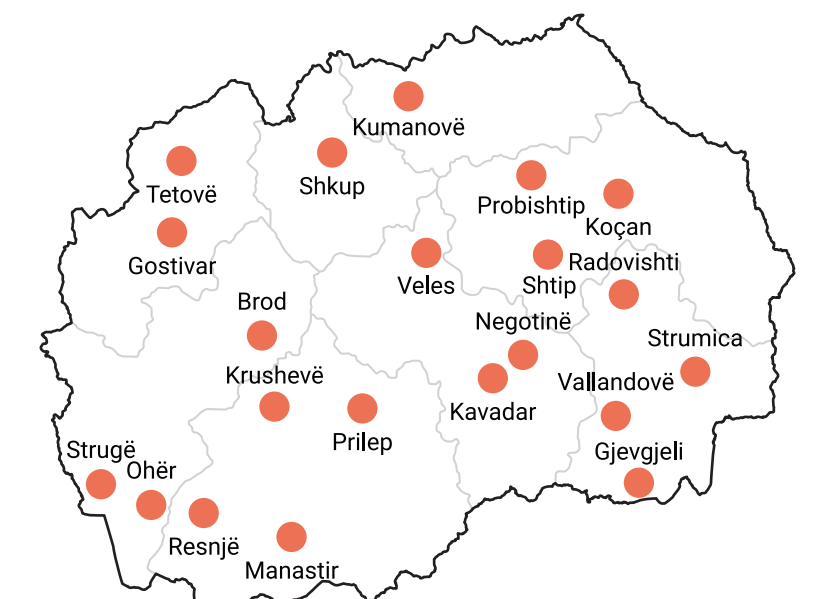 Kumanovë
Shkup
Tetovë
Probishtip
Koçan
Gostivar
Radovishti
Veles
Shtip
Brod
Negotinë
Strumica
Krushevë
Vallandovë
Kavadar
Prilep
Strugë
Gjevgjeli
Ohër
Resnjë
Manastir